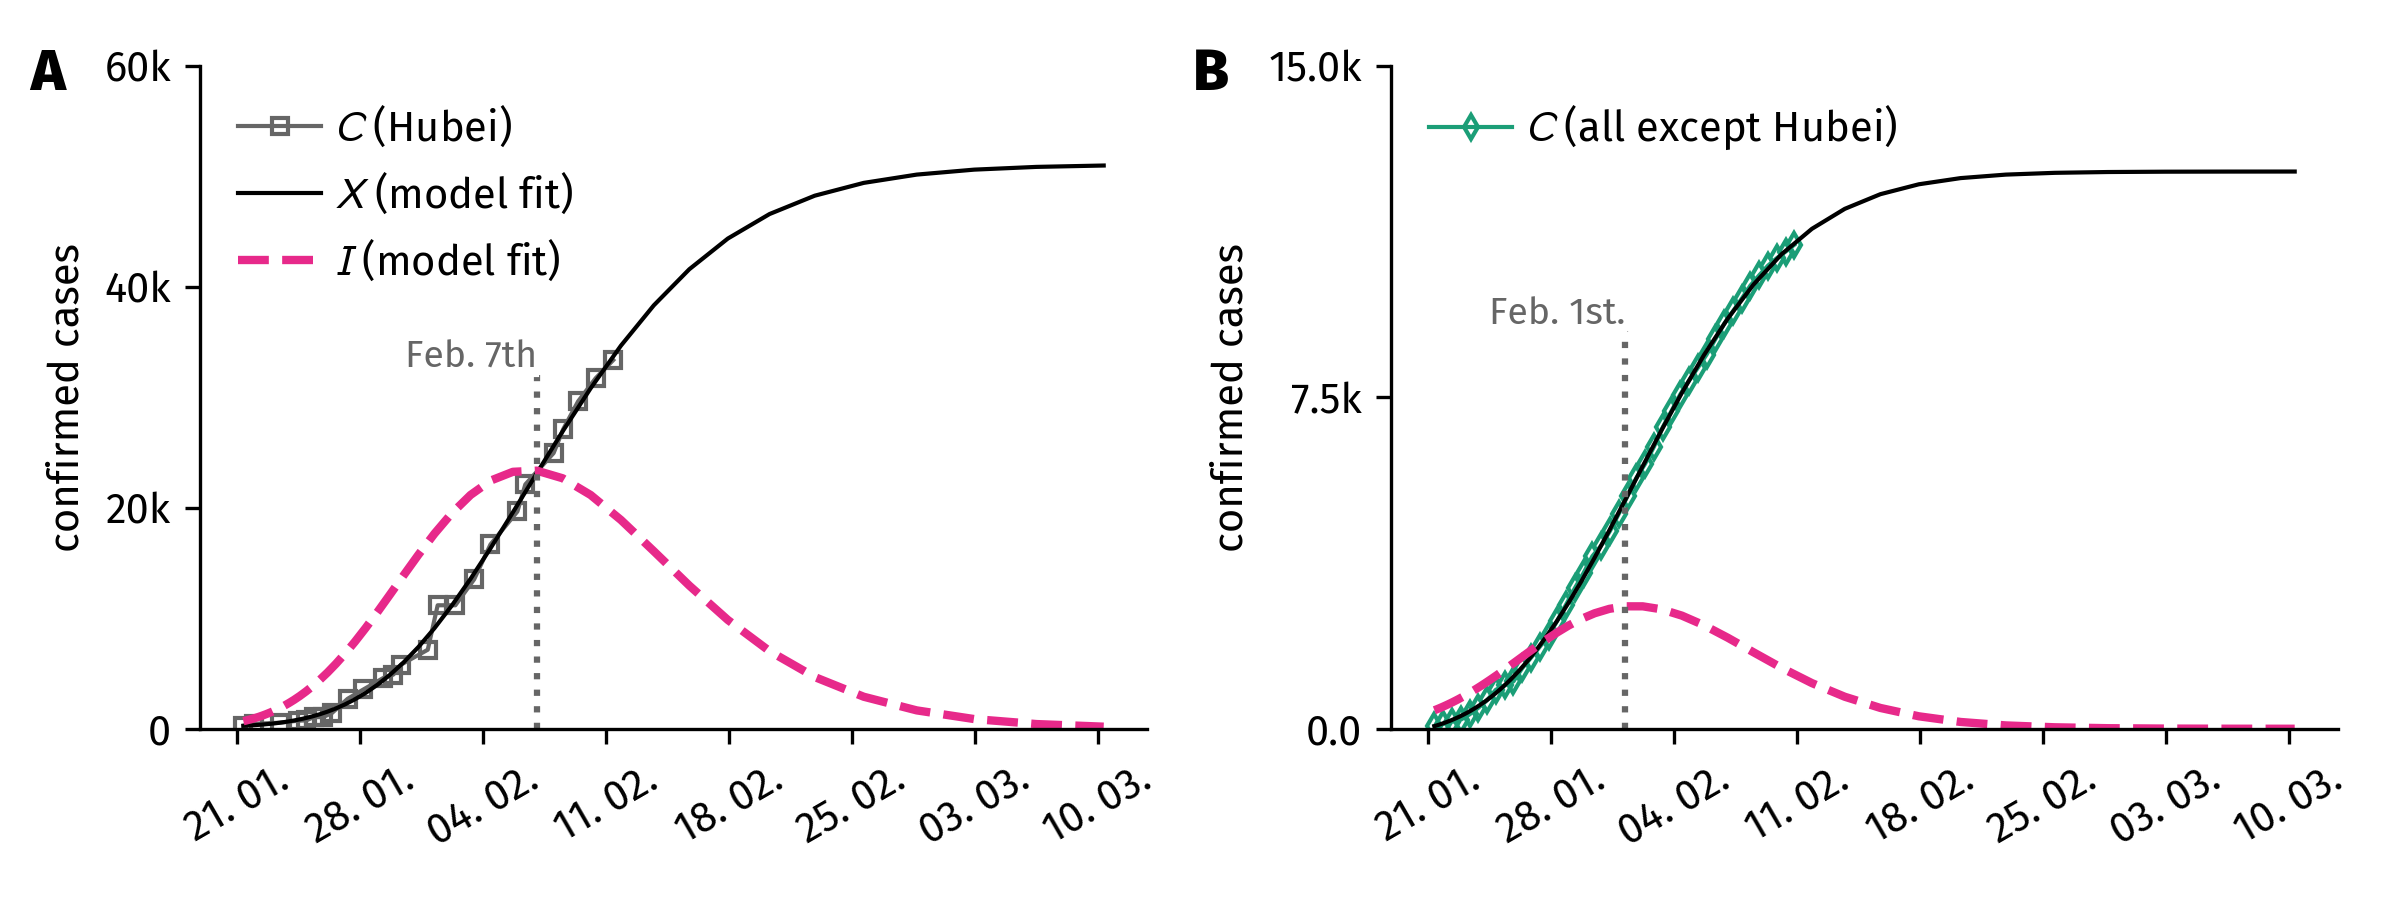 A
60k
40k
20k
0
confirmed cases
C (Hubei)
X (model fit)
I (model fit)
Feb. 7th
21. 01.
28. 01.
04. 02.
11. 02.
18. 02.
25. 02.
03. 03.
10. 03.
B
15.0k
7.5k
0.0
confirmed cases
C (all except Hubei)
Feb. 1st.
21. 01.
28. 01.
04. 02.
11. 02.
18. 02.
25. 02.
03. 03.
10. 03.